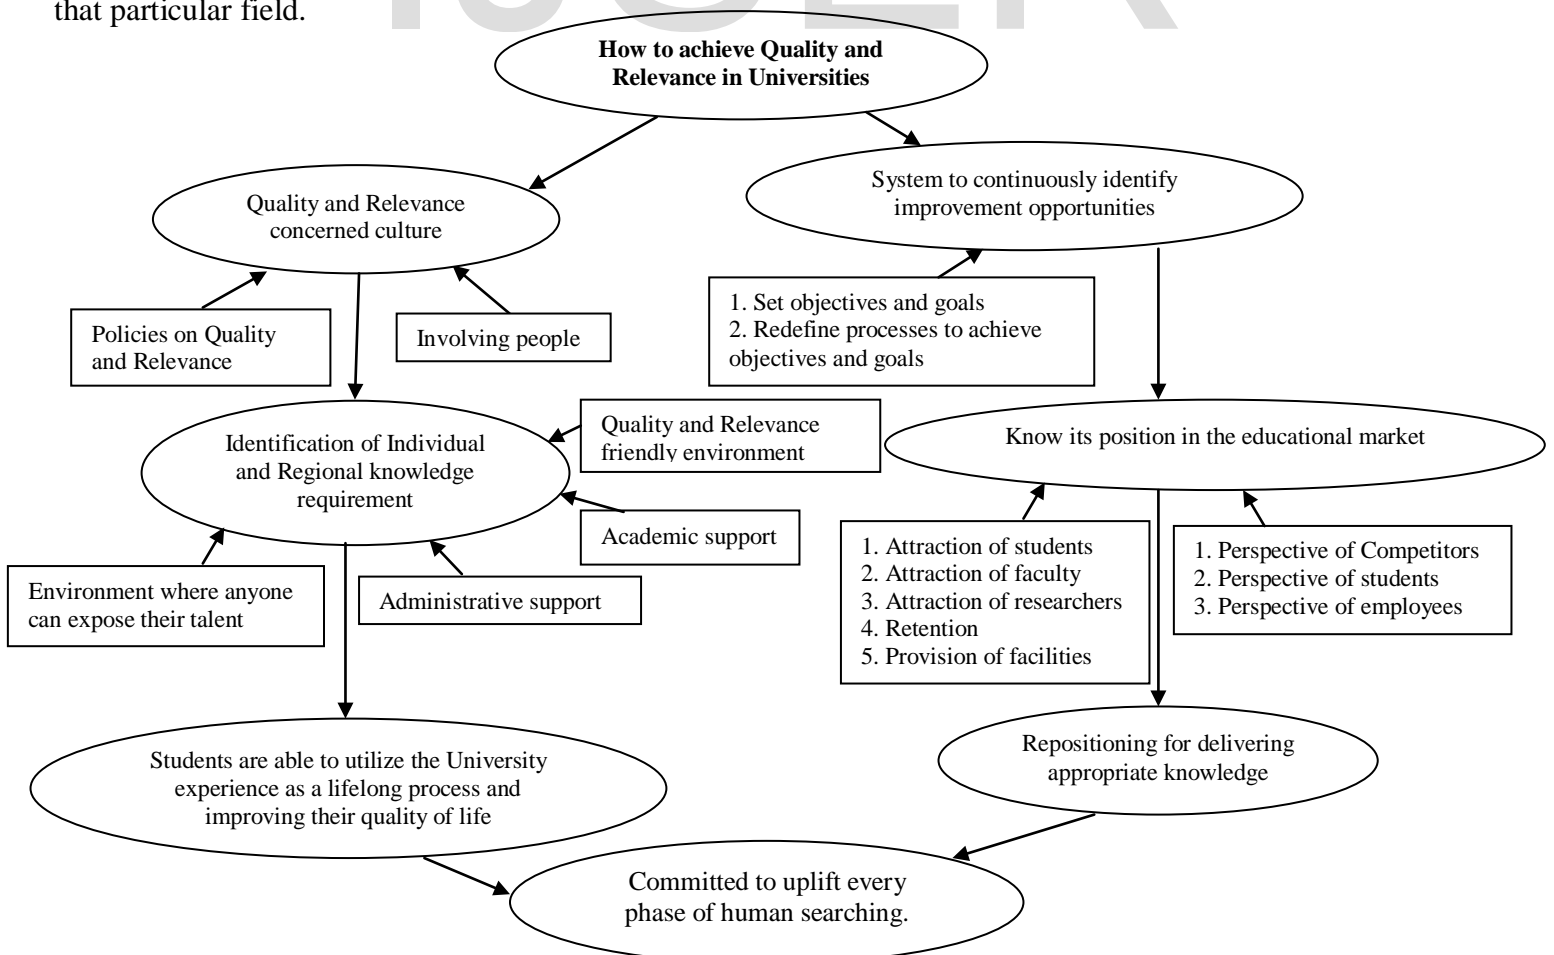 that particular field.
IJSER
How to achieve Quality and
Relevance in Universities
System to continuously identify
improvement opportunities
Quality and Relevance
concerned culture
1. Set objectives and goals
2. Redefine processes to achieve
objectives and goals
Policies on Quality
and Relevance
Involving people
Quality and Relevance
friendly environment
Know its position in the educational market
Identification of Individual
and Regional knowledge
requirement
Academic support
1. Attraction of students
2. Attraction of faculty
3. Attraction of researchers
4. Retention
5. Provision of facilities
1. Perspective of Competitors
2. Perspective of students
3. Perspective of employees
Environment where anyone
can expose their talent
Administrative support
Repositioning for delivering
appropriate knowledge
Students are able to utilize the University
experience as a lifelong process and
improving their quality of life
Committed to uplift every
phase of human searching.